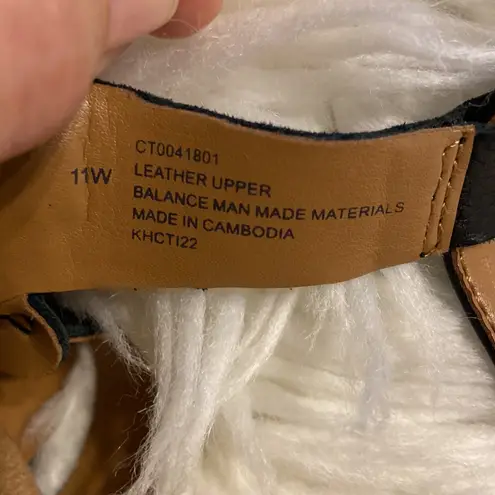 CT0041801
11W
LEATHER UPPER
BALANCE MAN MADE MATERIALS
MADE IN CAMBODIA
KHCTI22